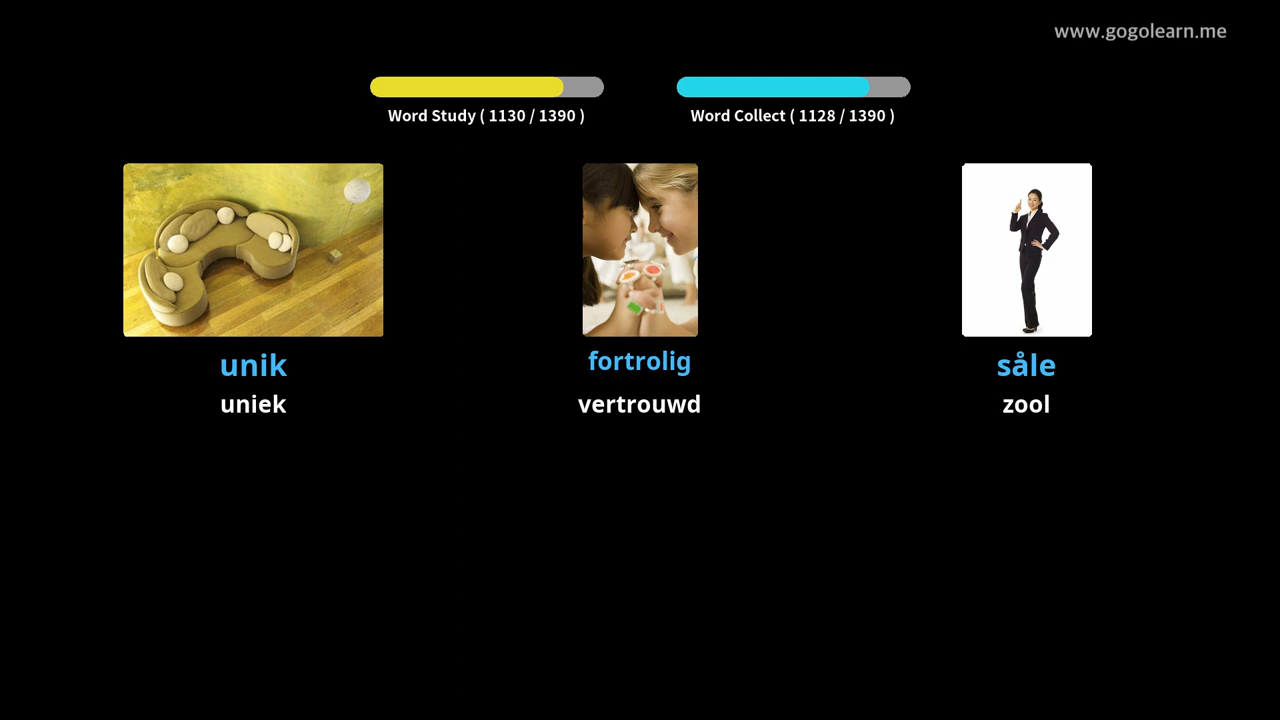 www.gogolearn.me
Word Study ( 1130 / 1390 )
Word Collect ( 1128 / 1390 )
unik
fortrolig
såle
uniek
vertrouwd
zool